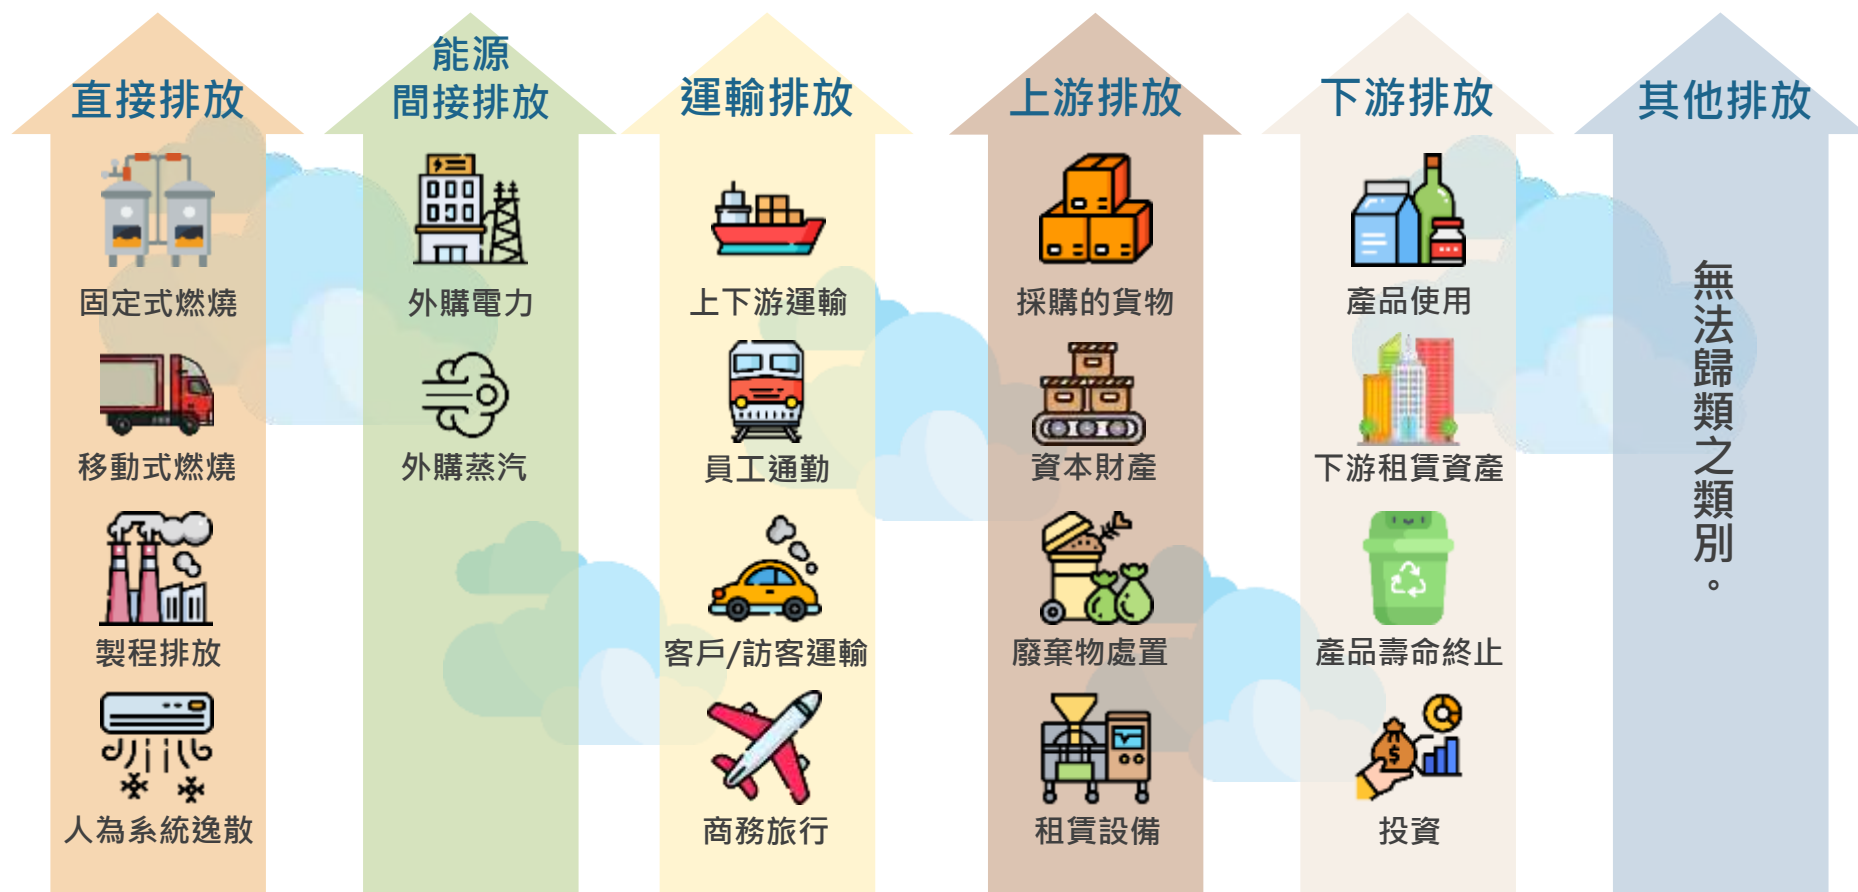 直接排放
固定式燃燒
移動式燃燒
製程排放
人為系統逸散
能源
間接排放
外購電力
外購蒸汽
運輸排放
上下游運輸
員工通勤
客戶/訪客運輸
商務旅行
上游排放
採購的貨物
資本財產
廢棄物處置
租賃設備
下游排放
產品使用
下游租賃資產
產品壽命終止
投資
其他排放
無法歸類之類別。